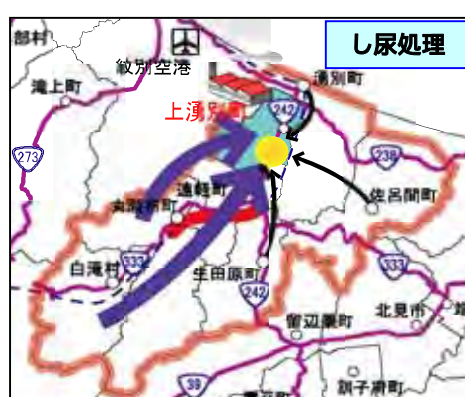 部村
し尿処理
紋別空港
湧別町
滝上町
上湧別町
242
273
238
遠軽町
丸瀬布町
佐呂間町
白滝村
333
生田原町
333
242
留辺蘂町
北見市
39
訓子府町